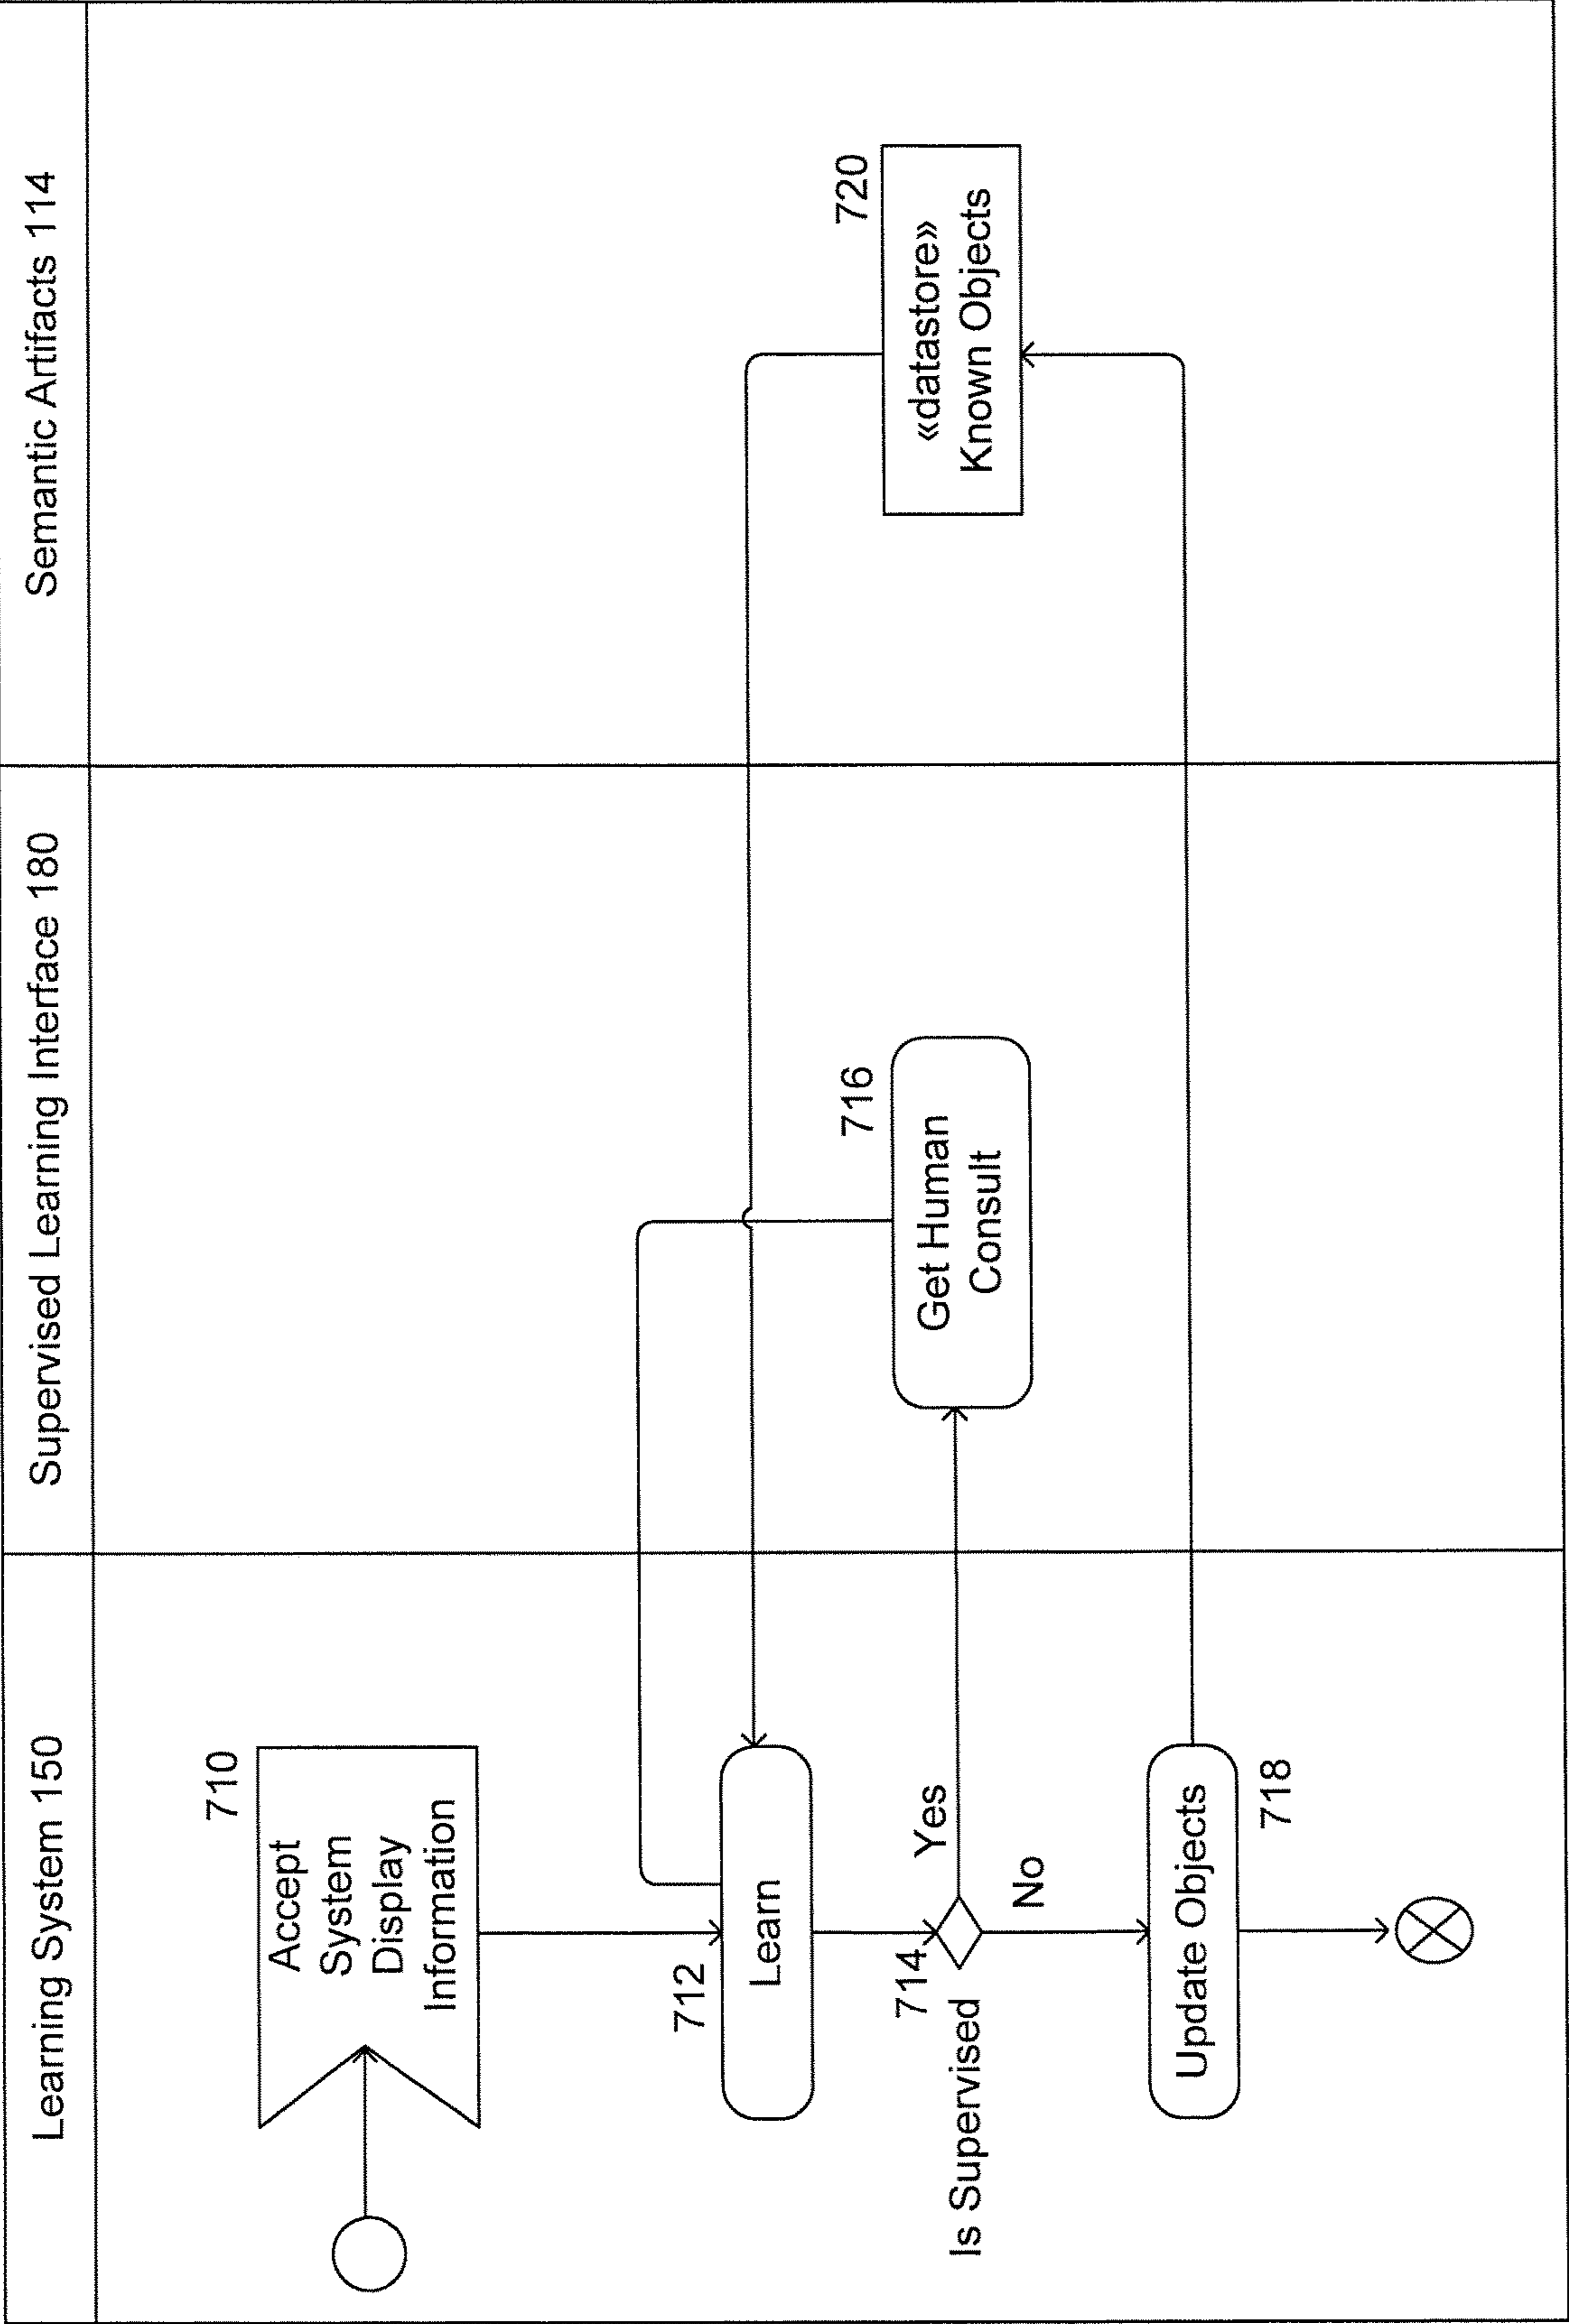 Learning System 150
Supervised Learning Interface 180
Semantic Artifacts 114
710
Accept
System
Display
Information
712
Learn
714
Is Supervised
Yes
No
716
Get Human
Consult
720
«datastore»
Known Objects
Update Objects
718